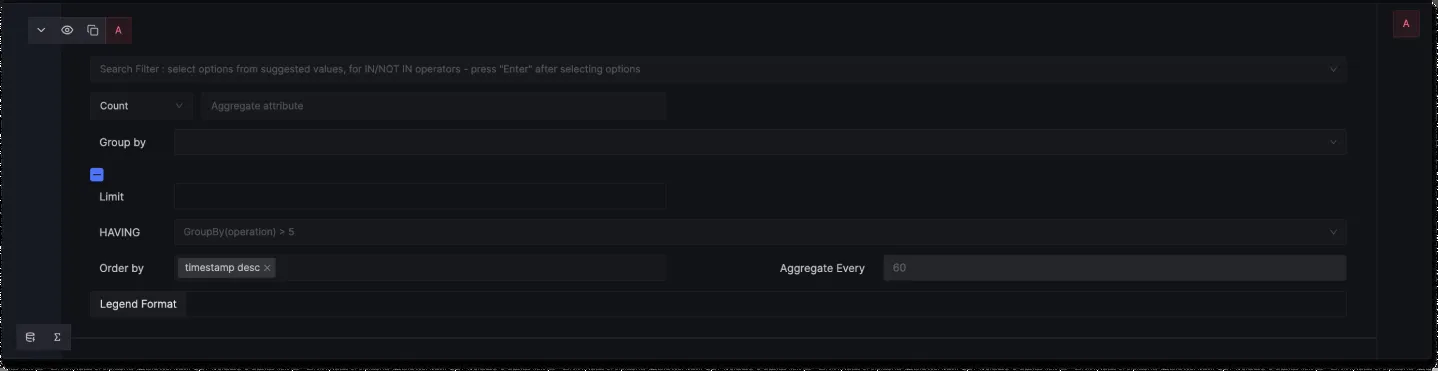 A
A
Search Filter : select options from suggested values, for IN/NOT IN operators - press "Enter" after selecting options
Count Aggregate attribute
Group by
Limit
HAVING GroupBy(operation) > 5
Order by timestamp desc × Aggregate Every 60
Legend Format
Σ